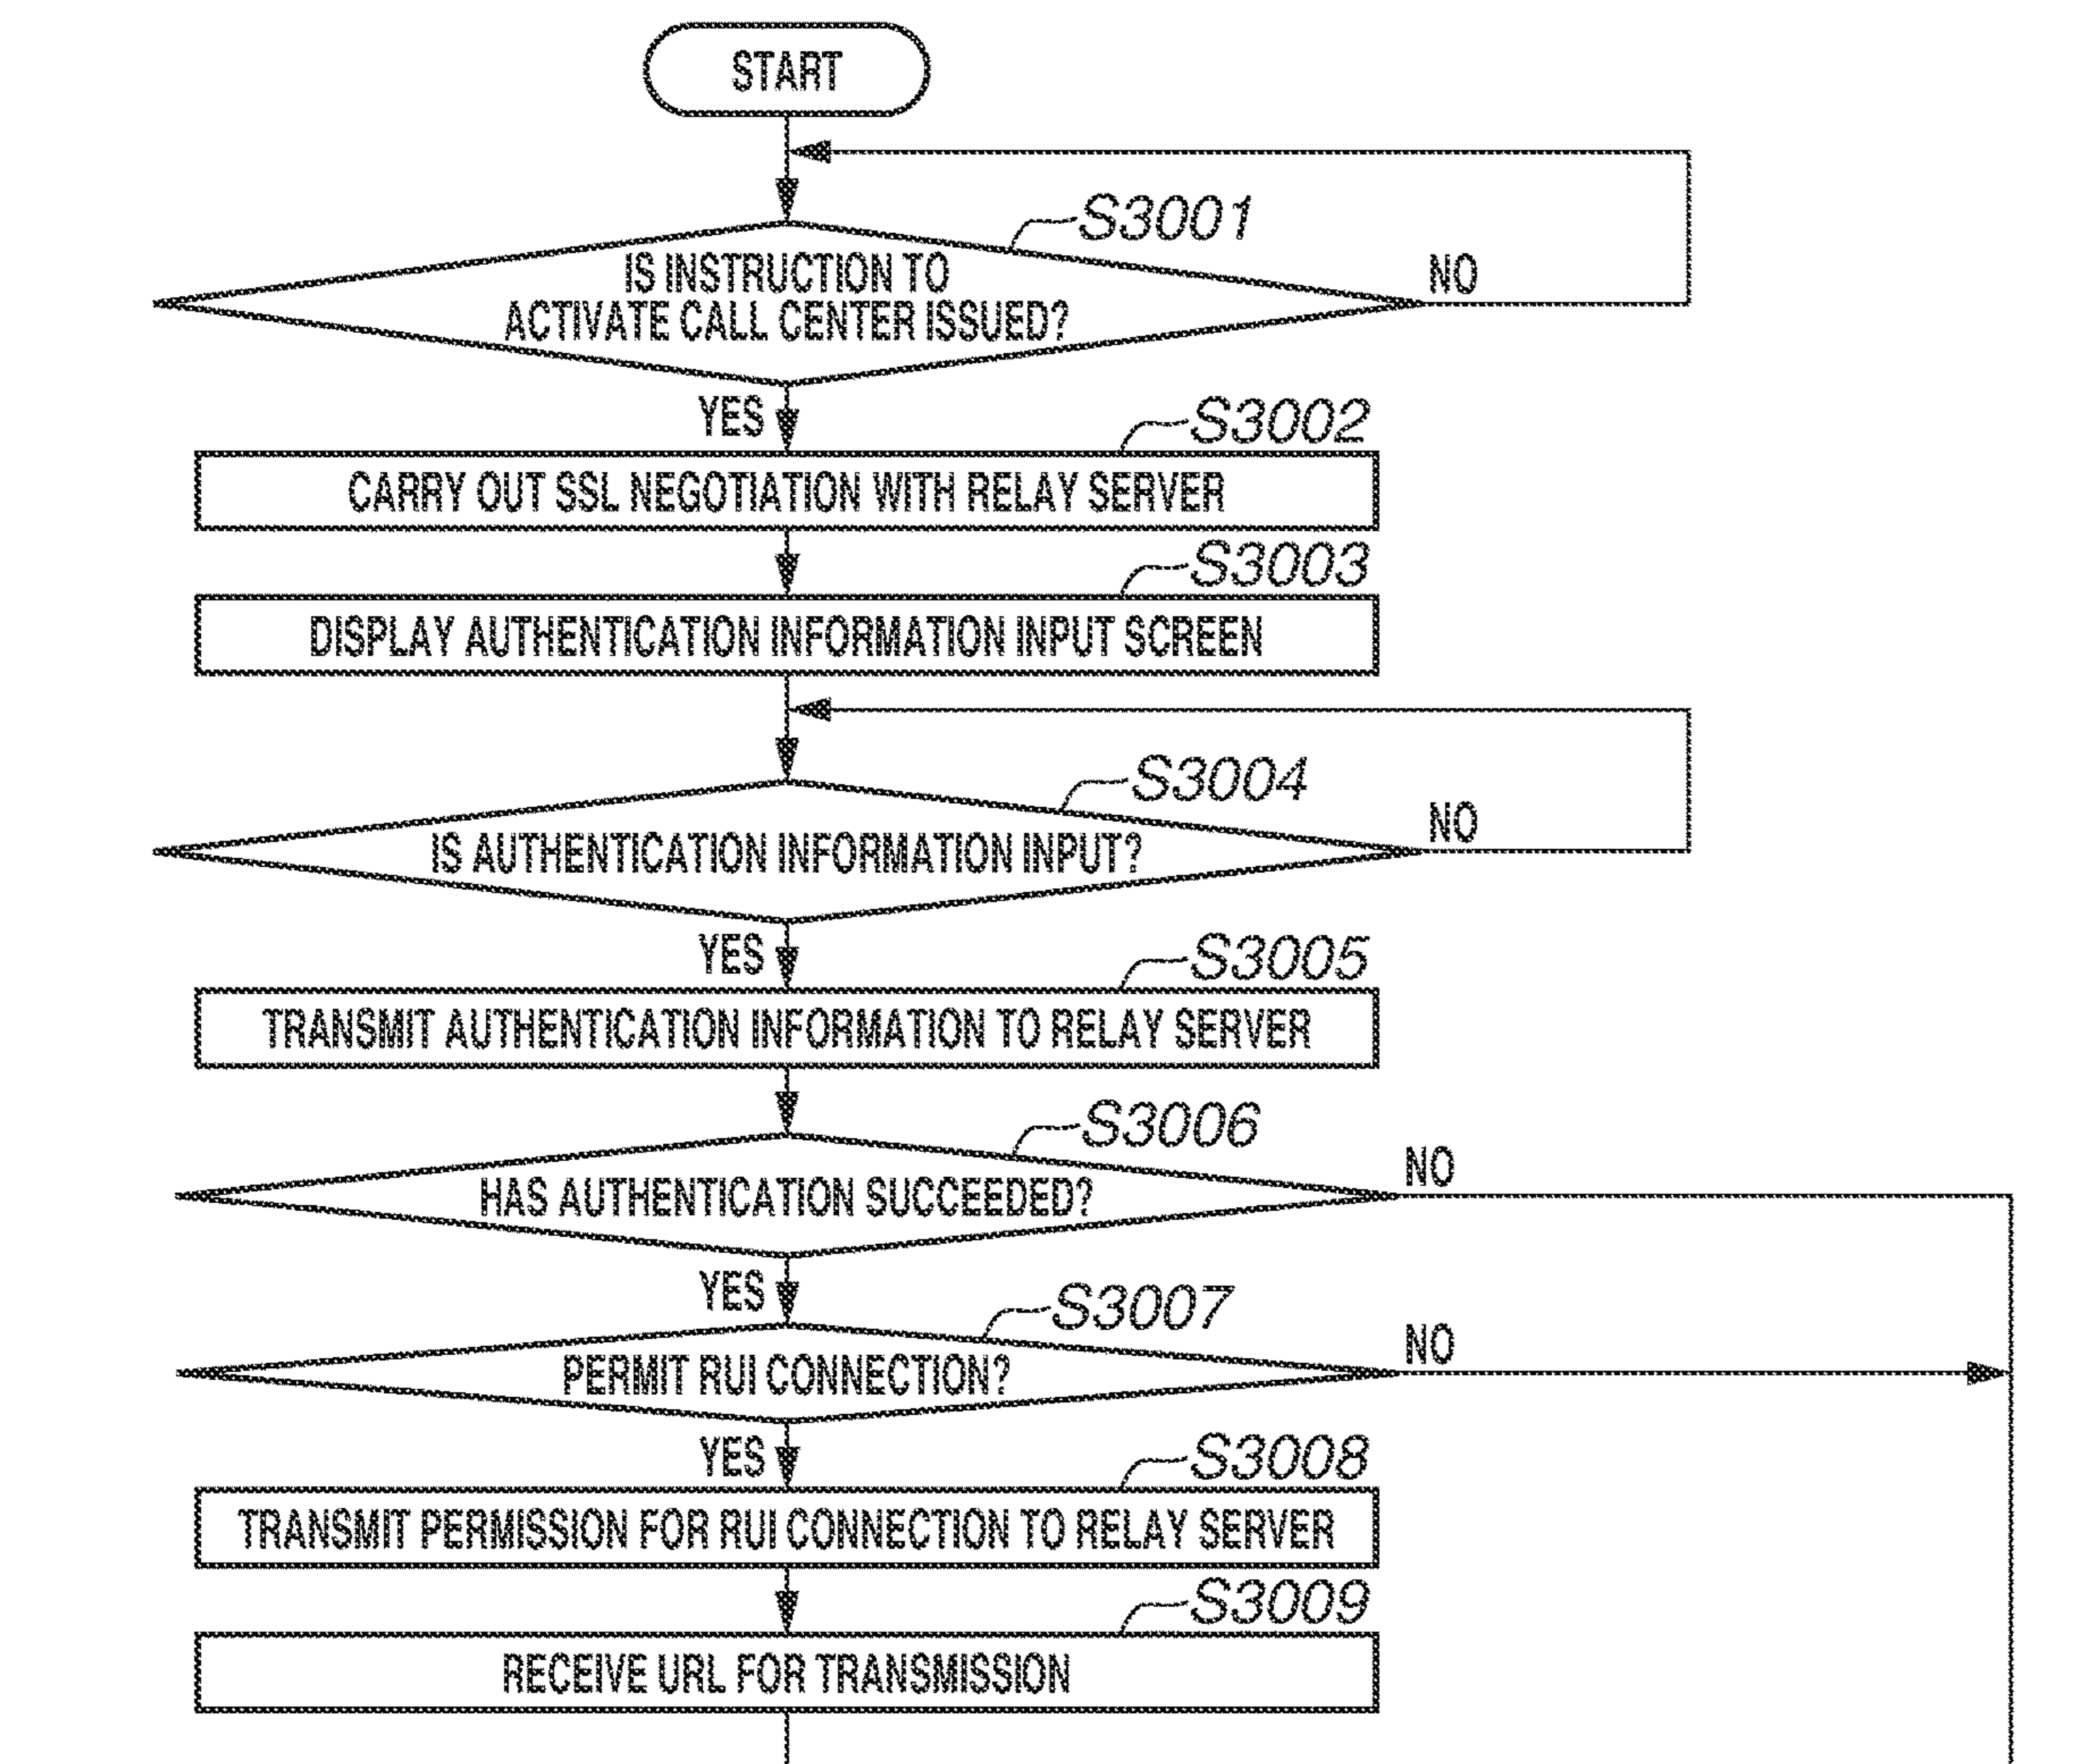 START
S3001
IS INSTRUCTION TO
ACTIVATE CALL CENTER ISSUED?
NO
YES
S3002
CARRY OUT SSL NEGOTIATION WITH RELAY SERVER
S3003
DISPLAY AUTHENTICATION INFORMATION INPUT SCREEN
S3004
IS AUTHENTICATION INFORMATION INPUT?
NO
YES
S3005
TRANSMIT AUTHENTICATION INFORMATION TO RELAY SERVER
S3006
HAS AUTHENTICATION SUCCEEDED?
NO
YES
S3007
PERMIT RUI CONNECTION?
NO
YES
S3008
TRANSMIT PERMISSION FOR RUI CONNECTION TO RELAY SERVER
S3009
RECEIVE URL FOR TRANSMISSION